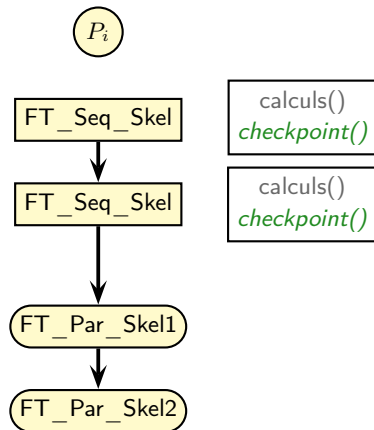 P_i
FT_Seq_Skel
calculs()
checkpoint()
FT_Seq_Skel
calculs()
checkpoint()
FT_Par_Skel1
FT_Par_Skel2